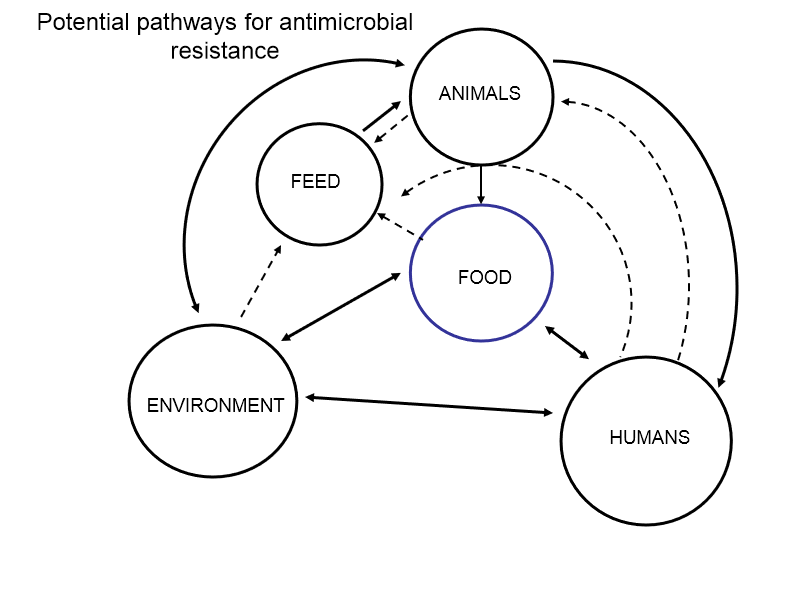 Potential pathways for antimicrobial
resistance
ANIMALS
FEED
FOOD
ENVIRONMENT
HUMANS